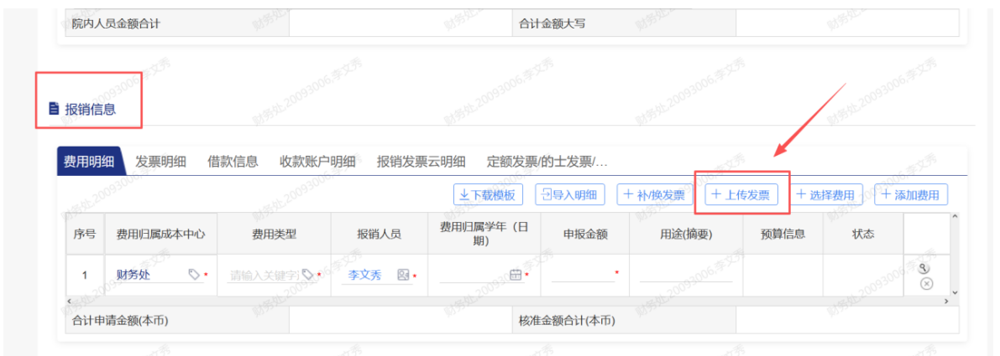 院内人员金额合计 合计金额大写
报销信息
费用明细 发票明细 借款信息 收款账户明细 报销发票云明细 定额发票/的士发票/...
下载模板 导入明细 + 补/换发票 + 上传发票 + 选择费用 + 添加费用
序号 费用归属成本中心 费用类型 报销人员 费用归属学年（日期） 申报金额 用途(摘要) 预算信息 状态
1 财务处 * 请输入关键字 * 李文秀 * * *
合计申请金额(本币) 核准金额合计(本币)
财务处.20093006.李文秀